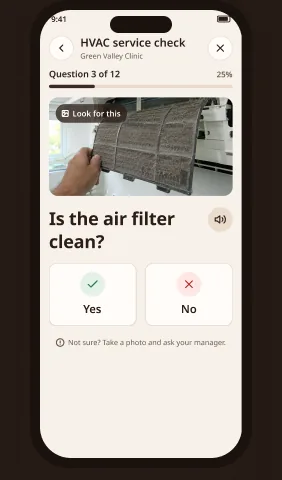 9:41
HVAC service check
Green Valley Clinic
Question 3 of 12
25%
Look for this
Is the air filter
clean?
Yes
No
Not sure? Take a photo and ask your manager.